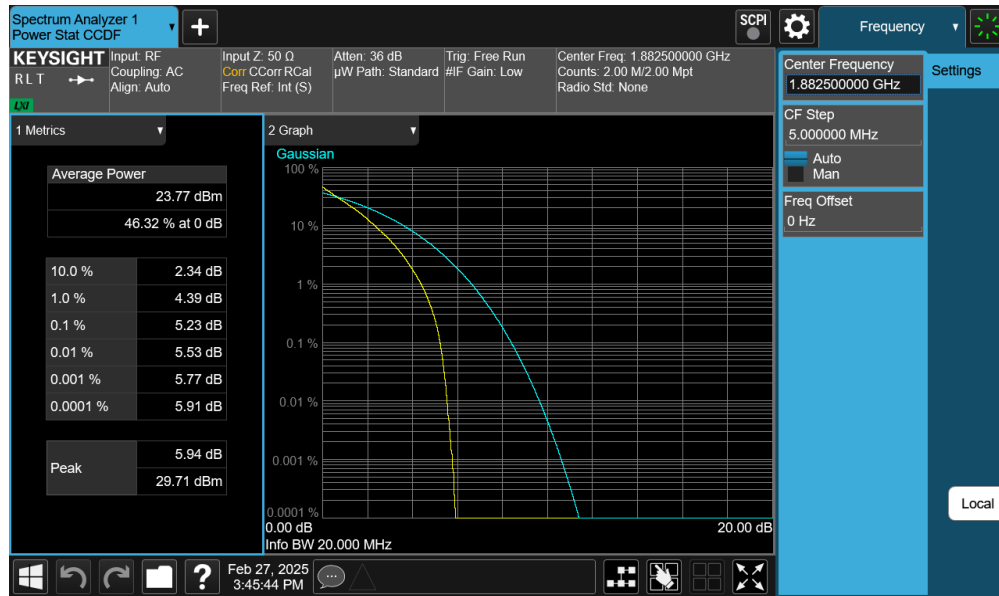 Spectrum Analyzer 1
Power Stat CCDF
+
SCPI
Frequency
KEYSIGHT
RLT
LXI
Input: RF
Coupling: AC
Align: Auto
Input Z: 50 Ω
Corr CCorr RCal
Freq Ref: Int (S)
Atten: 36 dB
µW Path: Standard
Trig: Free Run
#IF Gain: Low
Center Freq: 1.882500000 GHz
Counts: 2.00 M/2.00 Mpt
Radio Std: None
Center Frequency
1.882500000 GHz
Settings
CF Step
5.000000 MHz
Auto
Man
Freq Offset
0 Hz
Local
1 Metrics
Average Power
23.77 dBm
46.32 % at 0 dB
10.0 % 2.34 dB
1.0 % 4.39 dB
0.1 % 5.23 dB
0.01 % 5.53 dB
0.001 % 5.77 dB
0.0001 % 5.91 dB
Peak
5.94 dB
29.71 dBm
2 Graph
Gaussian
100 %
10 %
1 %
0.1 %
0.01 %
0.001 %
0.0001 %
0.00 dB 20.00 dB
Info BW 20.000 MHz
?
Feb 27, 2025
3:45:44 PM